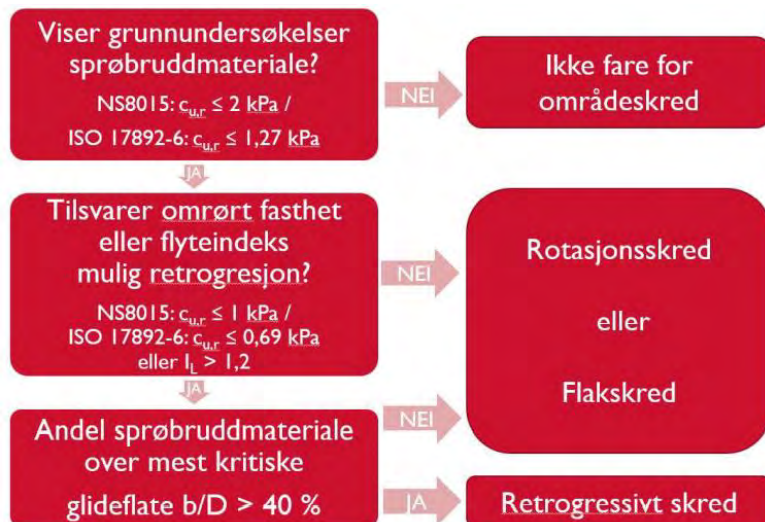 Viser grunnundersøkelser
sprøbruddmateriale?
NS8015: cu,r ≤ 2 kPa /
ISO 17892-6: cu,r ≤ 1,27 kPa
NEI
Ikke fare for
områdeskred
JA
Tilsvarer omrørt fasthet
eller flyteindeks
mulig retrogresjon?
NS8015: cu,r ≤ 1 kPa /
ISO 17892-6: cu,r ≤ 0,69 kPa
eller IL > 1,2
NEI
Rotasjonsskred
eller
Flakskred
JA
Andel sprøbruddmateriale
over mest kritiske
glideflate b/D > 40 %
NEI
JA
Retrogressivt skred